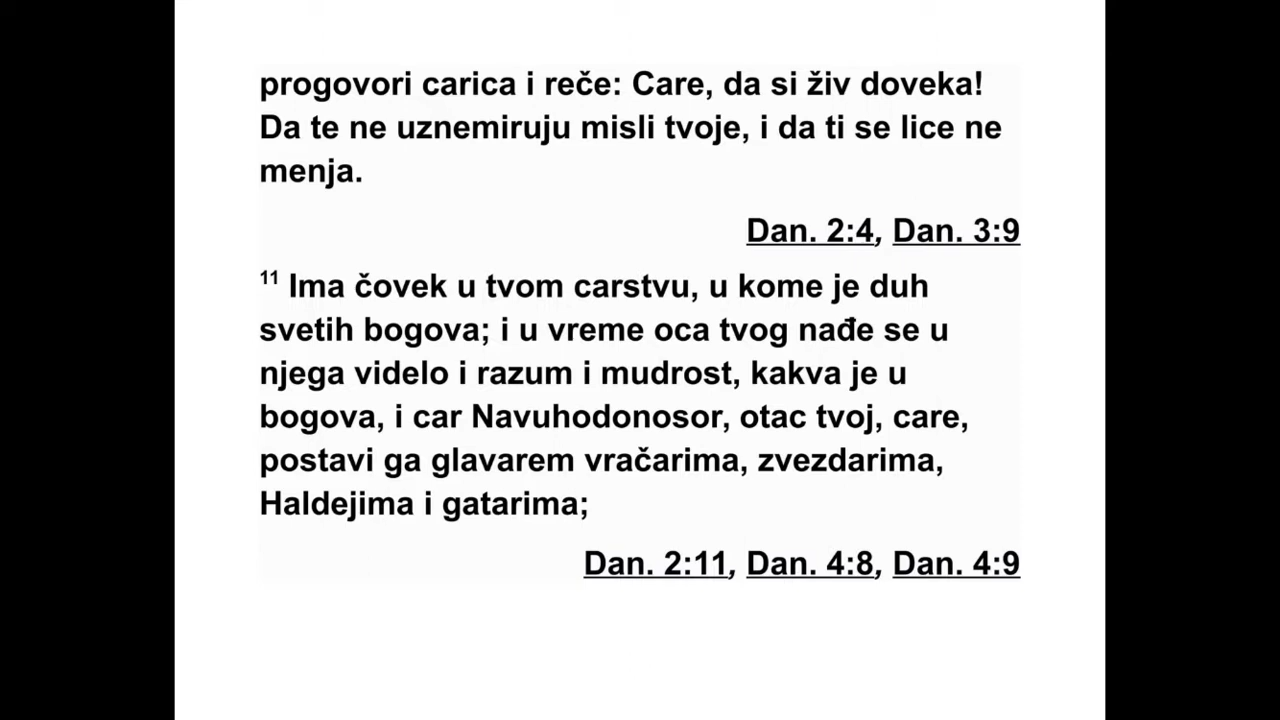 progovori carica i reče: Care, da si živ doveka!
Da te ne uznemiruju misli tvoje, i da ti se lice ne
menja.
Dan. 2:4, Dan. 3:9
11 Ima čovek u tvom carstvu, u kome je duh
svetih bogova; i u vreme oca tvog nađe se u
njega videlo i razum i mudrost, kakva je u
bogova, i car Navuhodonosor, otac tvoj, care,
postavi ga glavarem vračarima, zvezdarima,
Haldejima i gatarima;
Dan. 2:11, Dan. 4:8, Dan. 4:9